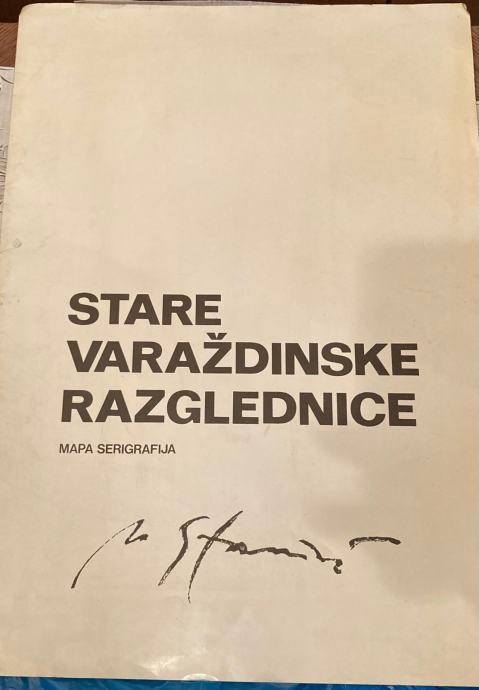 STARE
VARAŽDINSKE
RAZGLEDNICE
MAPA SERIGRAFIJA